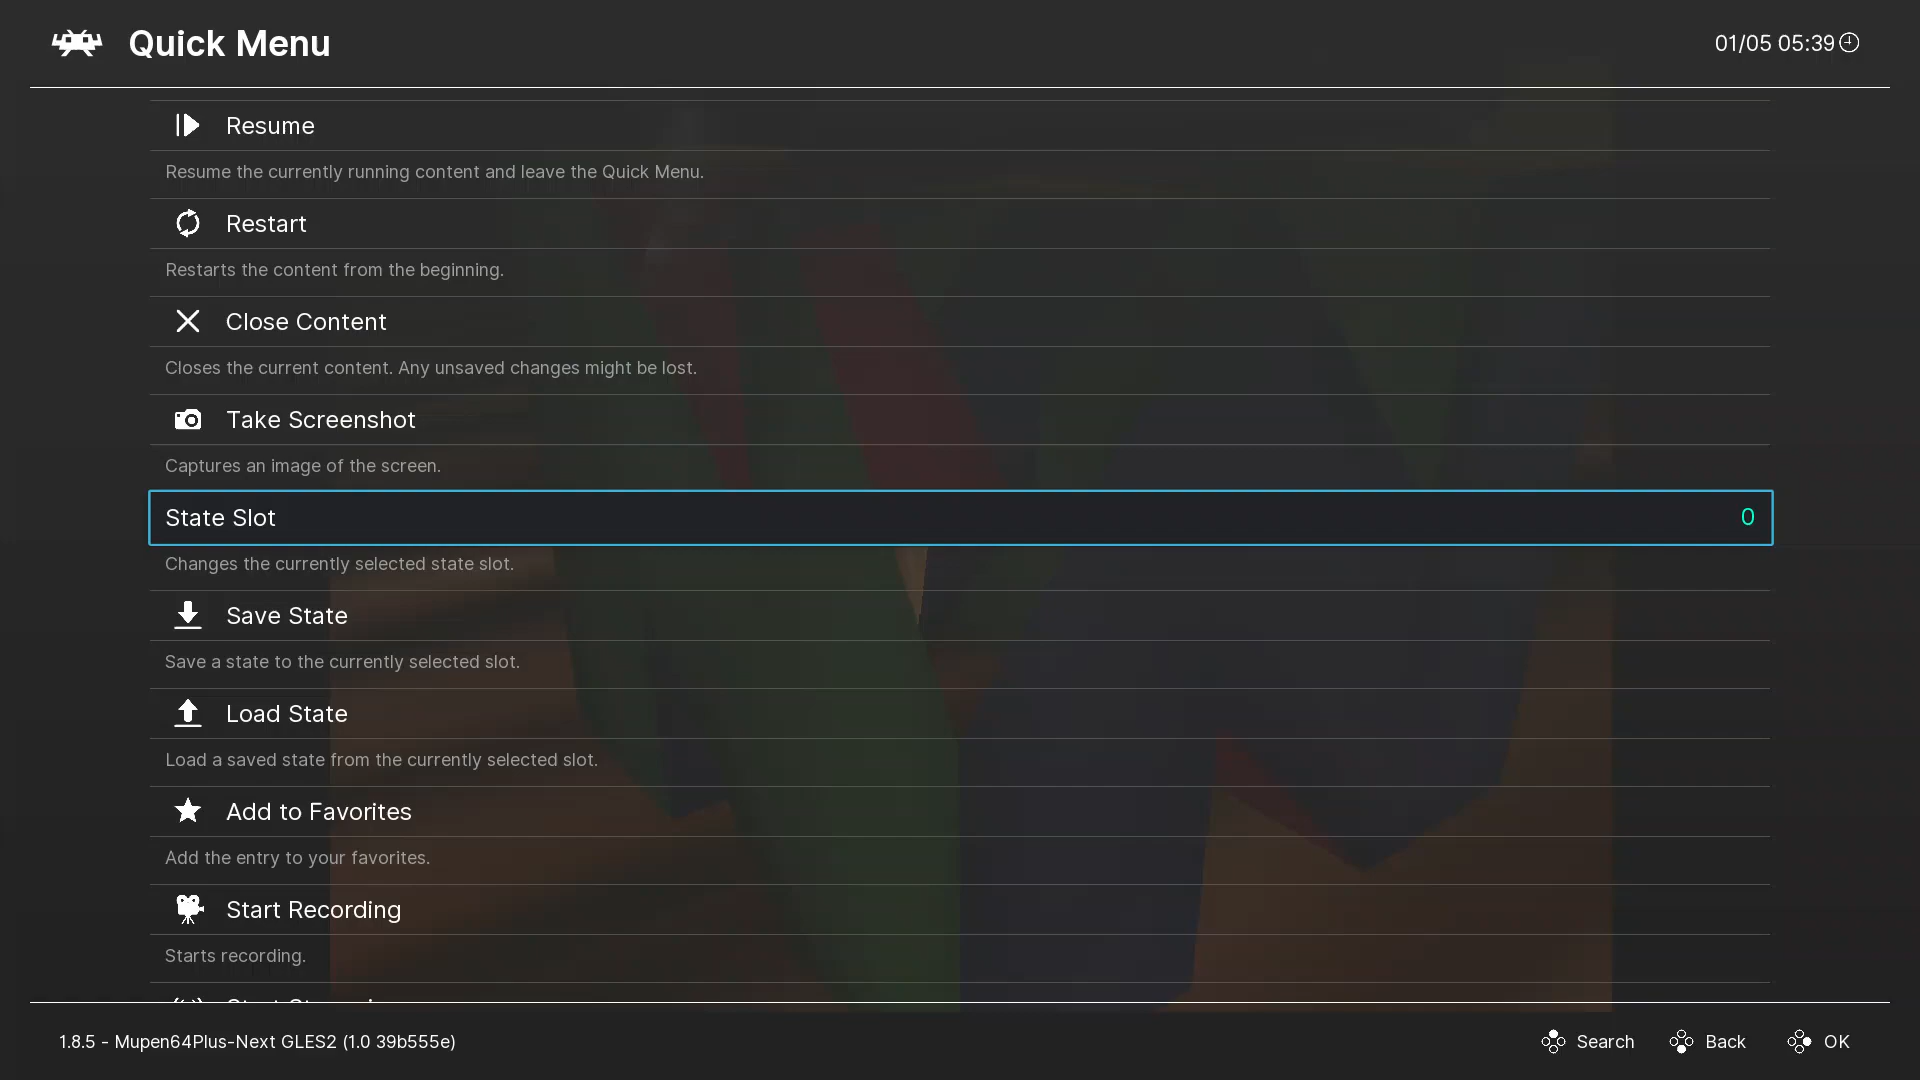 Quick Menu
01/05 05:39
Resume
Resume the currently running content and leave the Quick Menu.
Restart
Restarts the content from the beginning.
Close Content
Closes the current content. Any unsaved changes might be lost.
Take Screenshot
Captures an image of the screen.
State Slot 0
Changes the currently selected state slot.
Save State
Save a state to the currently selected slot.
Load State
Load a saved state from the currently selected slot.
Add to Favorites
Add the entry to your favorites.
Start Recording
Starts recording.
1.8.5 - Mupen64Plus-Next GLES2 (1.0 39b555e)
Search Back OK